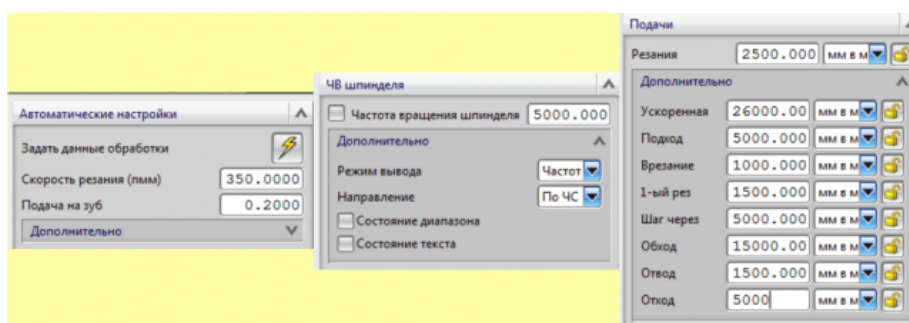 Автоматические настройки
Задать данные обработки
Скорость резания (пмм) 350.0000
Подача на зуб 0.2000
Дополнительно
ЧВ шпинделя
Частота вращения шпинделя 5000.000
Дополнительно
Режим вывода Частот
Направление По ЧС
Состояние диапазона
Состояние текста
Подачи
Резания 2500.000 мм в м
Дополнительно
Ускоренная 26000.00 мм в м
Подход 5000.000 мм в м
Врезание 1000.000 мм в м
1-ый рез 1500.000 мм в м
Шаг через 5000.000 мм в м
Обход 15000.00 мм в м
Отвод 1500.000 мм в м
Отход 5000 мм в м